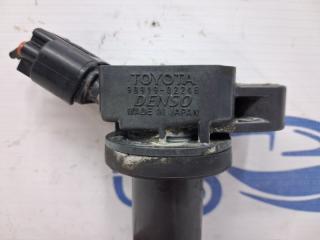 TOYOTA
90919-02248
DENSO
MADE IN JAPAN